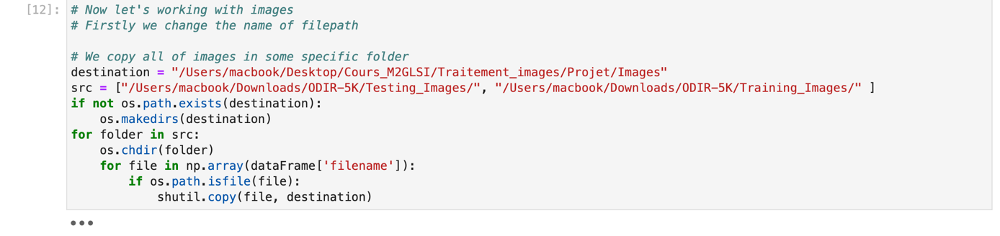 [12]: # Now let's working with images
# Firstly we change the name of filepath
# We copy all of images in some specific folder
destination = "/Users/macbook/Desktop/Cours_M2GLSI/Traitement_images/Projet/Images"
src = ["/Users/macbook/Downloads/ODIR-5K/Testing_Images/", "/Users/macbook/Downloads/ODIR-5K/Training_Images/" ]
if not os.path.exists(destination):
    os.makedirs(destination)
for folder in src:
    os.chdir(folder)
    for file in np.array(dataFrame['filename']):
        if os.path.isfile(file):
            shutil.copy(file, destination)
•••